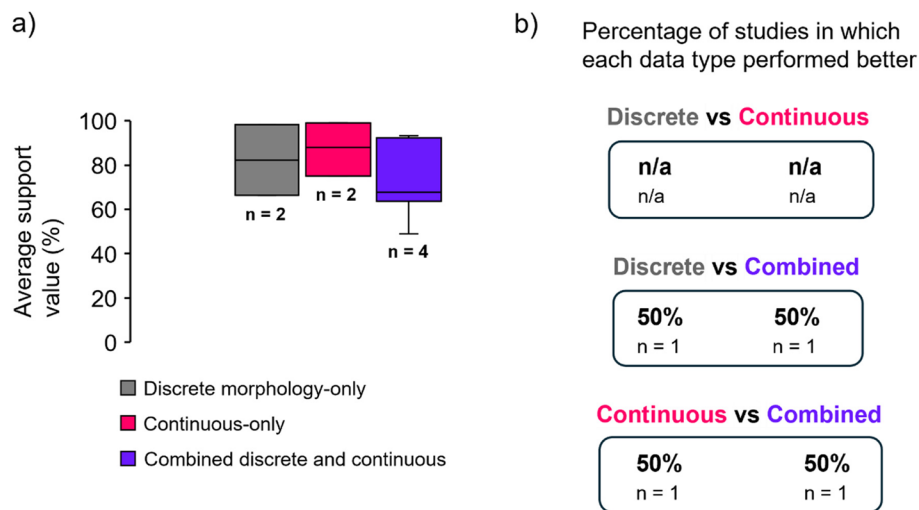 a)
100
80
60
40
20
0
Average support
value (%)
n = 2
n = 2
n = 4
Discrete morphology-only
Continuous-only
Combined discrete and continuous
b)
Percentage of studies in which
each data type performed better
Discrete vs Continuous
n/a n/a
n/a n/a
Discrete vs Combined
50% 50%
n = 1 n = 1
Continuous vs Combined
50% 50%
n = 1 n = 1